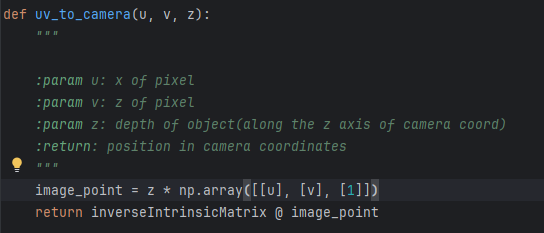 def uv_to_camera(u, v, z):
"""
:param u: x of pixel
:param v: z of pixel
:param z: depth of object(along the z axis of camera coord)
:return: position in camera coordinates
"""
image_point = z * np.array([[u], [v], [1]])
return inverseIntrinsicMatrix @ image_point